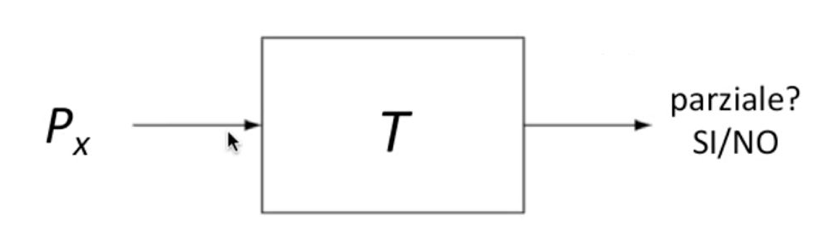 Px
T
parziale?
SI/NO